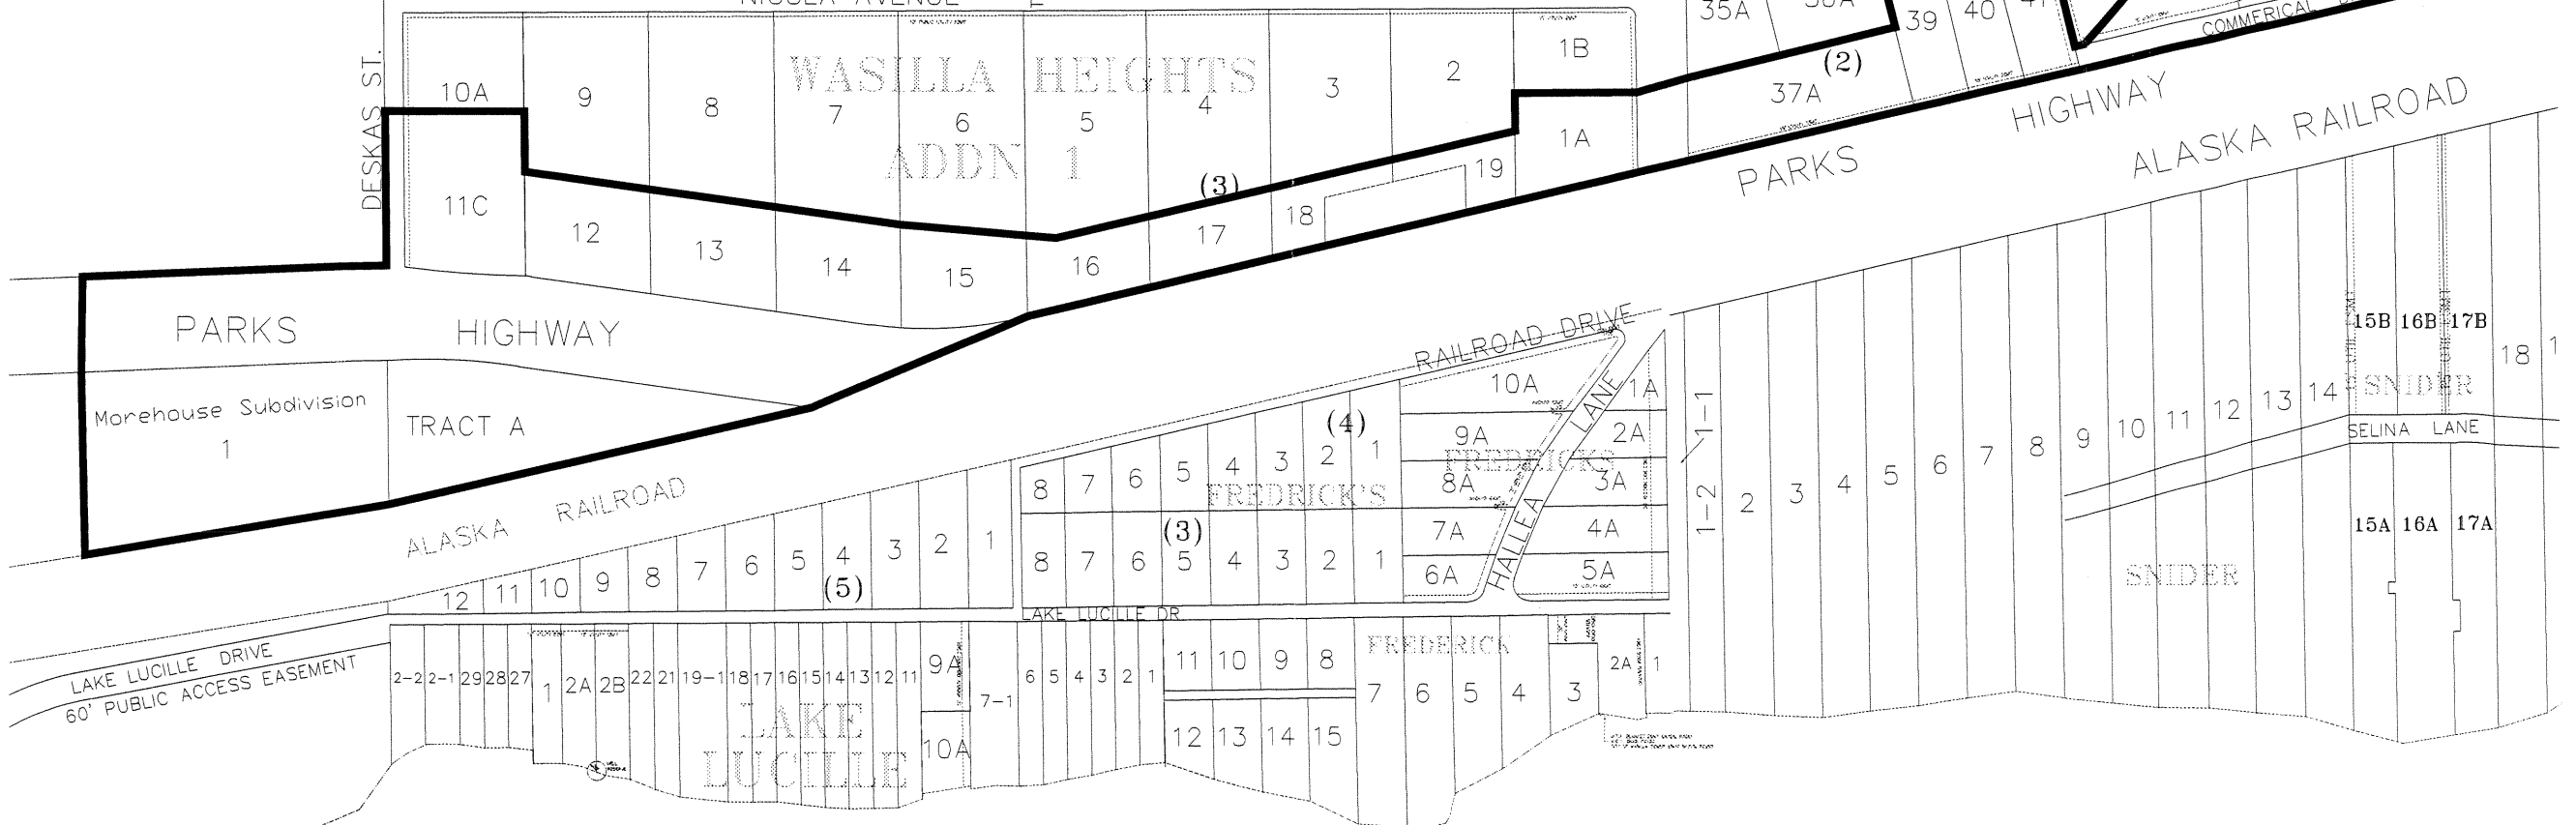 35A
39
40
COMMERICAL
DESKAS ST.
10A
9
8
7
6
5
4
3
2
1B
WASILLA HEIGHTS
ADDN 1
(2)
37A
PARKS
HIGHWAY
ALASKA RAILROAD
11C
12
13
14
15
16
17
18
19
1A
(3)
PARKS HIGHWAY
Morehouse Subdivision
1
TRACT A
ALASKA RAILROAD
RAILROAD DRIVE
10A
9A
8A
7A
6A
1A
2A
3A
4A
5A
HALLEA LANE
FREDRICKS
(4)
8 7 6 5 4 3 2 1
FREDRICK'S
(3)
8 7 6 5 4 3 2 1
12 11 10 9 8 7 6 5 4 3 2 1
(5)
1-1
1-2 2 3 4 5 6 7 8 9 10 11 12 13 14
15B 16B 17B
18
SNIDER
SELINA LANE
15A 16A 17A
SNIDER
LAKE LUCILLE DR.
LAKE LUCILLE DRIVE
60' PUBLIC ACCESS EASEMENT
2-2 2-1 29 28 27 1 2A 2B 22 21 19-1 18 17 16 15 14 13 12 11
9A
10A
7-1
6 5 4 3 2 1
11 10 9 8
12 13 14 15
FREDERICK
7 6 5 4 3
2A 1
LAKE
LUCILLE